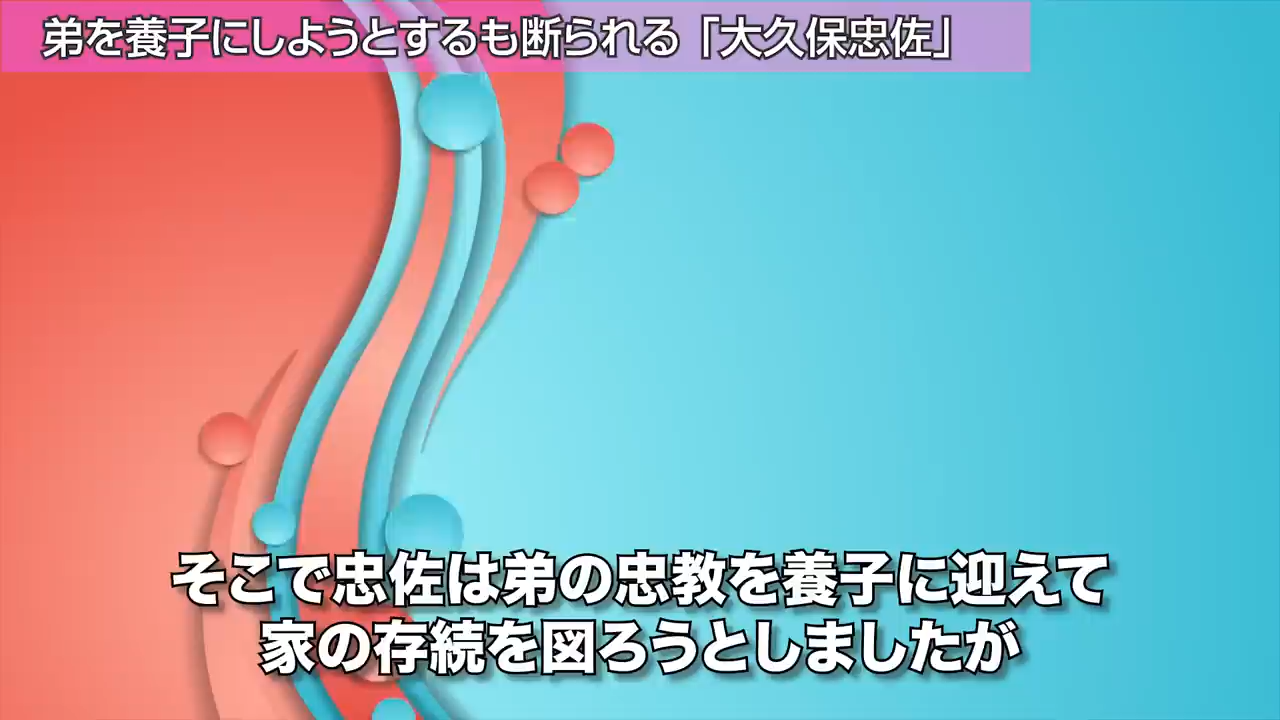 弟を養子にしようとするも断られる「大久保忠佐」
そこで忠佐は弟の忠教を養子に迎えて
家の存続を図ろうとしましたが